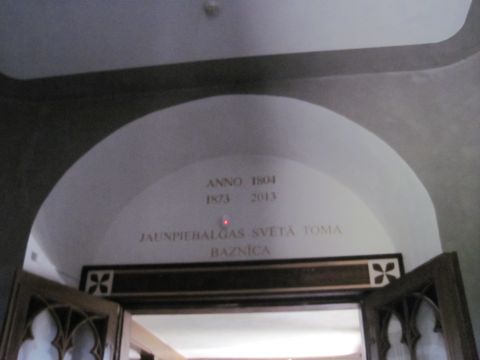 ANNO 1804
1873 2013
JAUNPIEBALGAS SVĒTĀ TOMA
BAZNĪCA